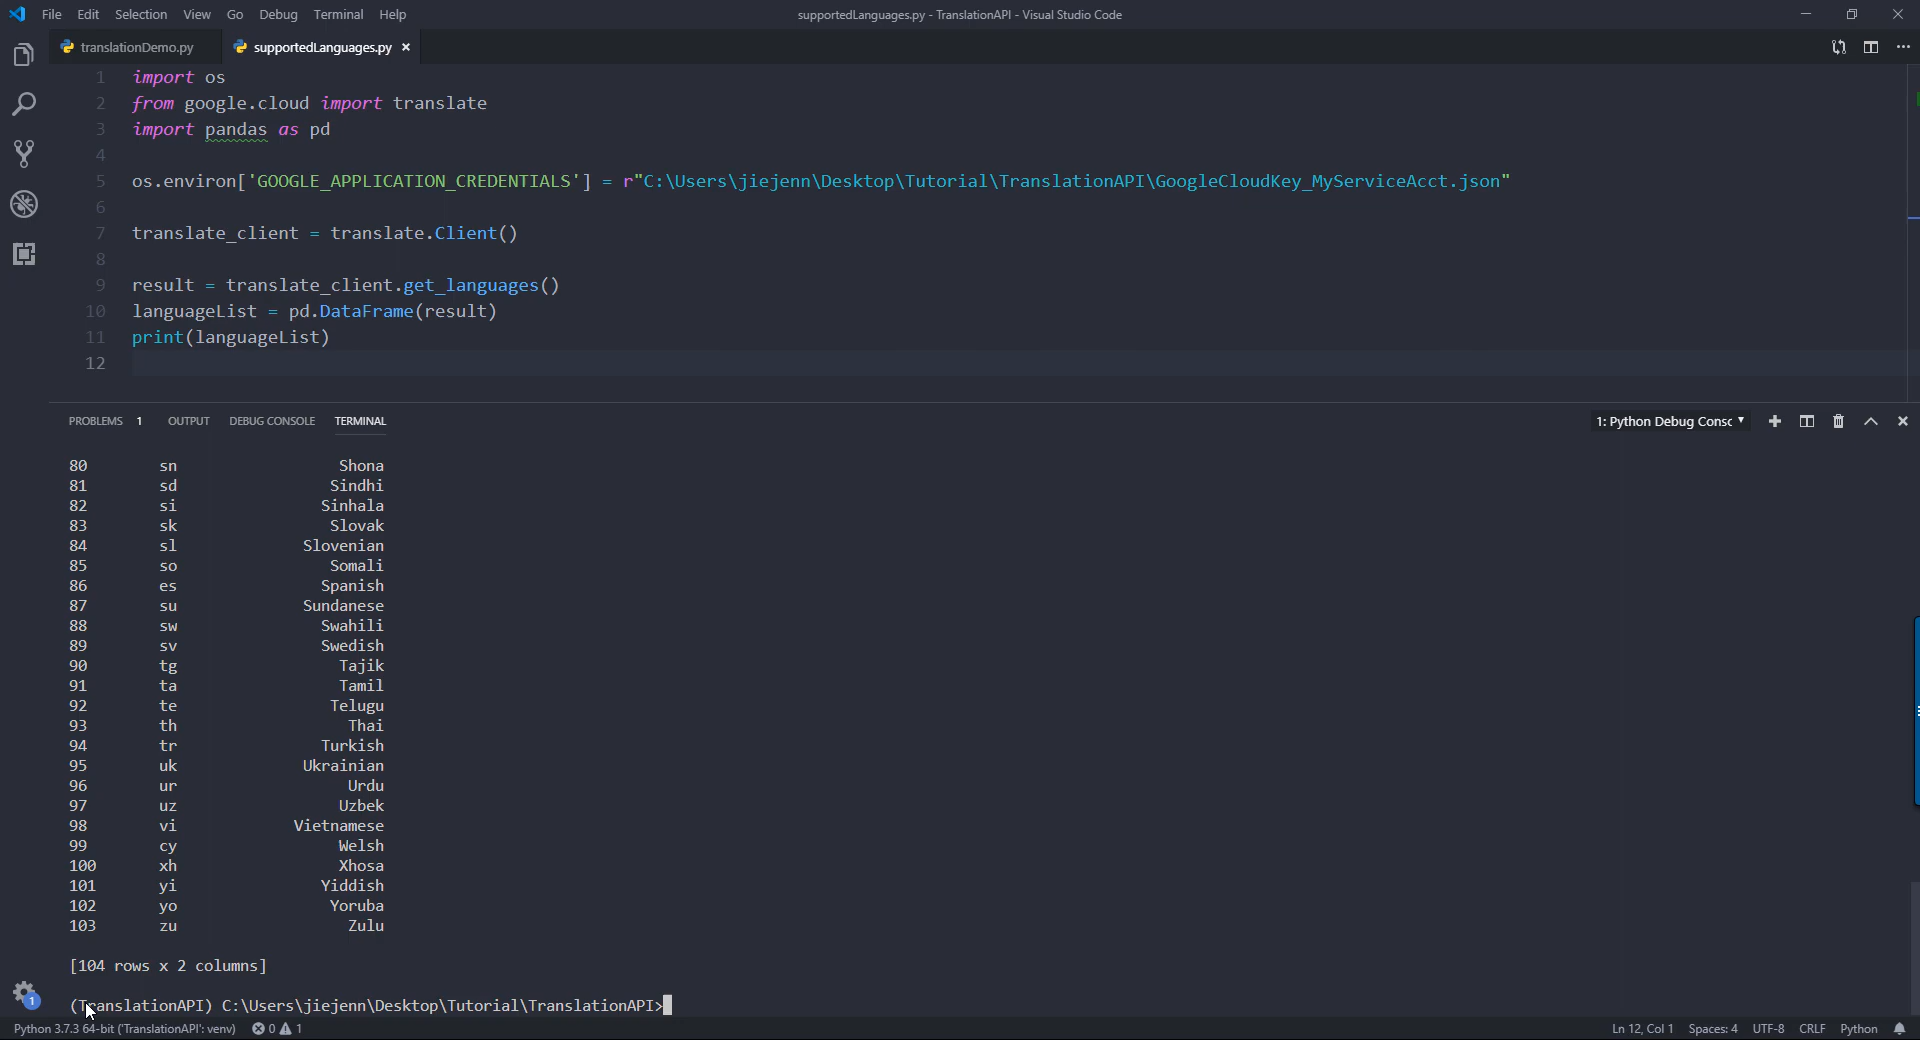 File Edit Selection View Go Debug Terminal Help
supportedLanguages.py - TranslationAPI - Visual Studio Code
translationDemo.py supportedLanguages.py
1 import os
2 from google.cloud import translate
3 import pandas as pd
4
5 os.environ['GOOGLE_APPLICATION_CREDENTIALS'] = r"C:\Users\jiejenn\Desktop\Tutorial\TranslationAPI\GoogleCloudKey_MyServiceAcct.json"
6
7 translate_client = translate.Client()
8
9 result = translate_client.get_languages()
10 languageList = pd.DataFrame(result)
11 print(languageList)
12
PROBLEMS 1 OUTPUT DEBUG CONSOLE TERMINAL 1: Python Debug Consc
80 sn Shona
81 sd Sindhi
82 si Sinhala
83 sk Slovak
84 sl Slovenian
85 so Somali
86 es Spanish
87 su Sundanese
88 sw Swahili
89 sv Swedish
90 tg Tajik
91 ta Tamil
92 te Telugu
93 th Thai
94 tr Turkish
95 uk Ukrainian
96 ur Urdu
97 uz Uzbek
98 vi Vietnamese
99 cy Welsh
100 xh Xhosa
101 yi Yiddish
102 yo Yoruba
103 zu Zulu
[104 rows x 2 columns]
1
(TranslationAPI) C:\Users\jiejenn\Desktop\Tutorial\TranslationAPI>
Python 3.7.3 64-bit ('TranslationAPI': venv) 0 1 Ln 12, Col 1 Spaces: 4 UTF-8 CRLF Python